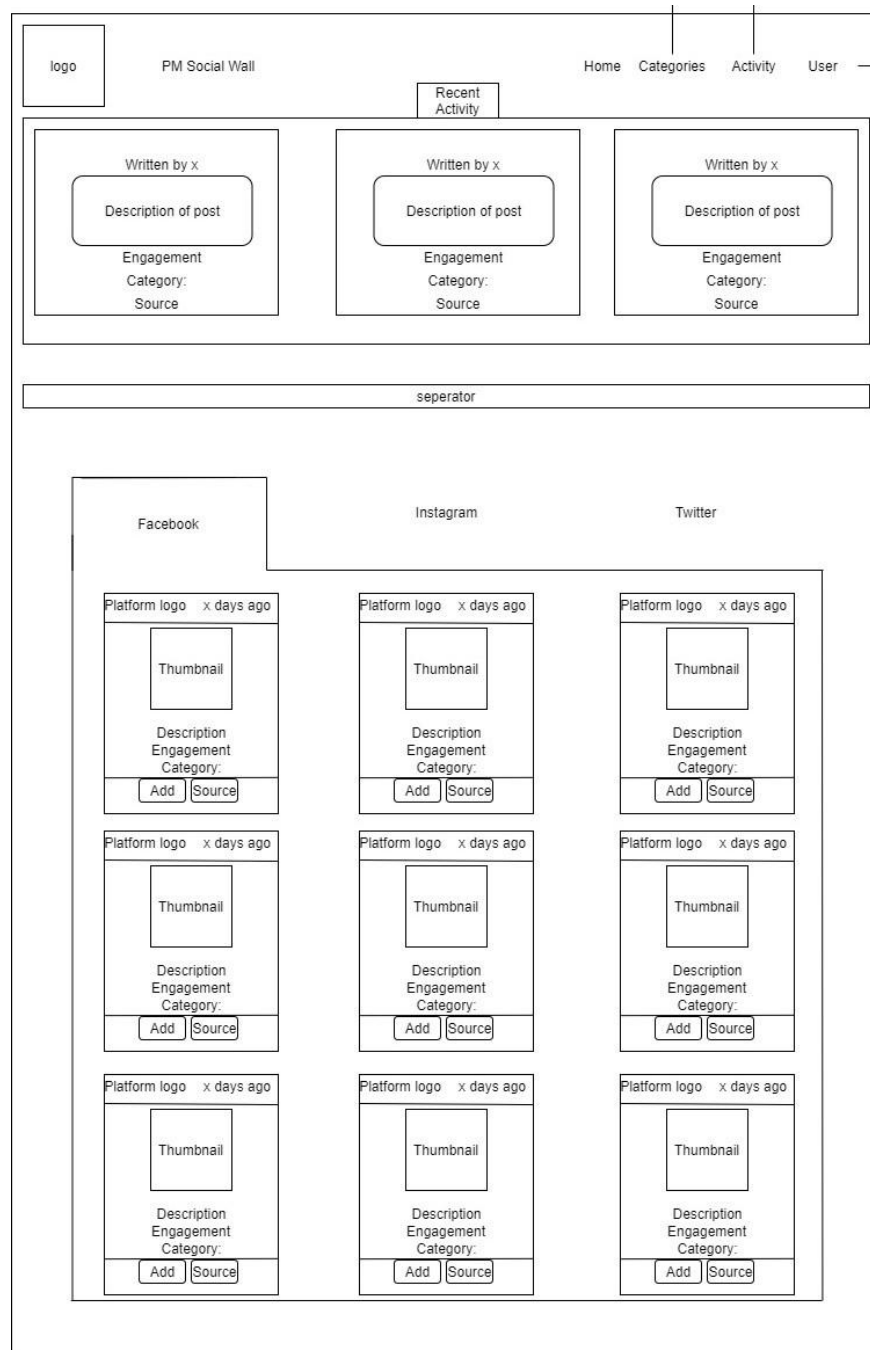 logo
PM Social Wall
Home Categories Activity User
Recent
Activity
Written by x
Description of post
Engagement
Category:
Source
Written by x
Description of post
Engagement
Category:
Source
Written by x
Description of post
Engagement
Category:
Source
seperator
Facebook
Instagram
Twitter
Platform logo x days ago
Thumbnail
Description
Engagement
Category:
Add Source
Platform logo x days ago
Thumbnail
Description
Engagement
Category:
Add Source
Platform logo x days ago
Thumbnail
Description
Engagement
Category:
Add Source
Platform logo x days ago
Thumbnail
Description
Engagement
Category:
Add Source
Platform logo x days ago
Thumbnail
Description
Engagement
Category:
Add Source
Platform logo x days ago
Thumbnail
Description
Engagement
Category:
Add Source
Platform logo x days ago
Thumbnail
Description
Engagement
Category:
Add Source
Platform logo x days ago
Thumbnail
Description
Engagement
Category:
Add Source
Platform logo x days ago
Thumbnail
Description
Engagement
Category:
Add Source